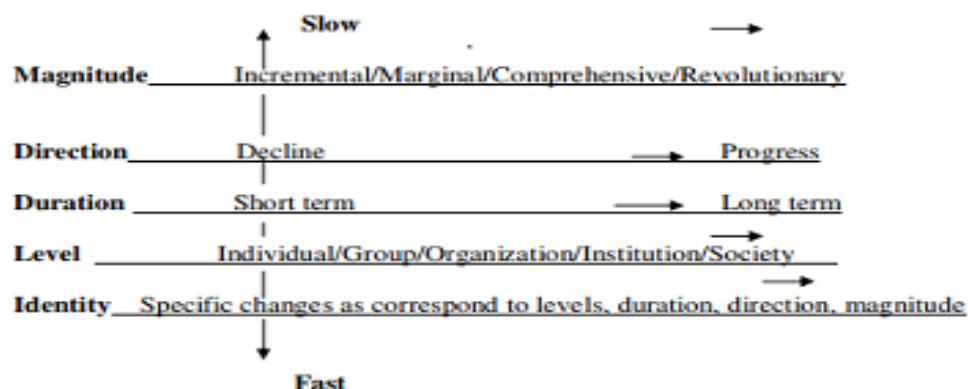 Slow
Magnitude Incremental/Marginal/Comprehensive/Revolutionary
Direction Decline Progress
Duration Short term Long term
Level Individual/Group/Organization/Institution/Society
Identity Specific changes as correspond to levels, duration, direction, magnitude
Fast